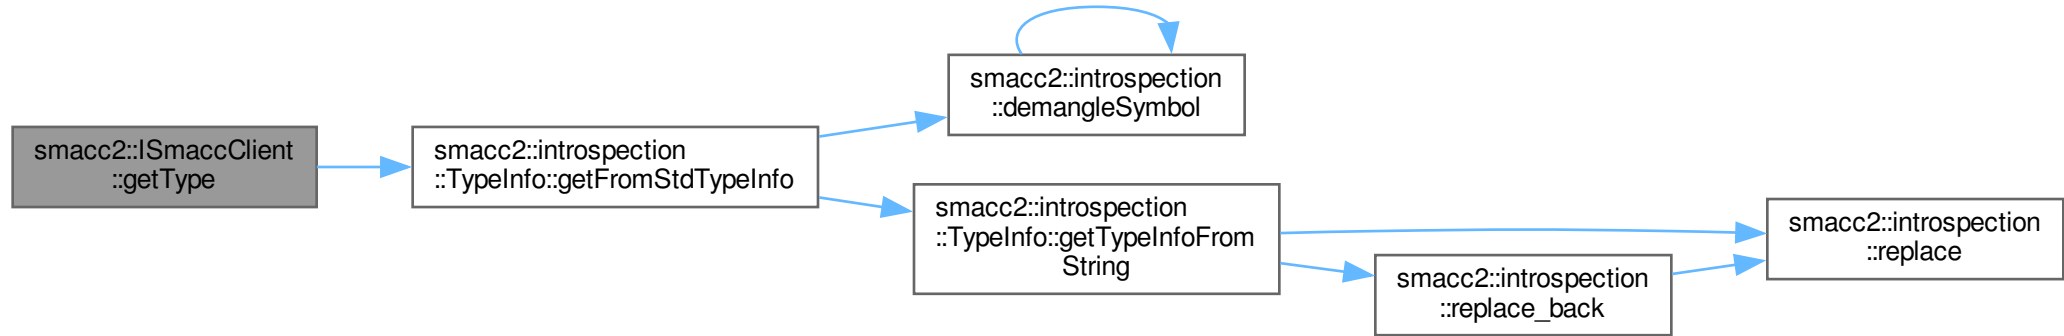 smacc2::ISmaccClient
::getType
smacc2::introspection
::TypeInfo::getFromStdTypeInfo
smacc2::introspection
::demangleSymbol
smacc2::introspection
::TypeInfo::getTypeInfoFrom
String
smacc2::introspection
::replace_back
smacc2::introspection
::replace